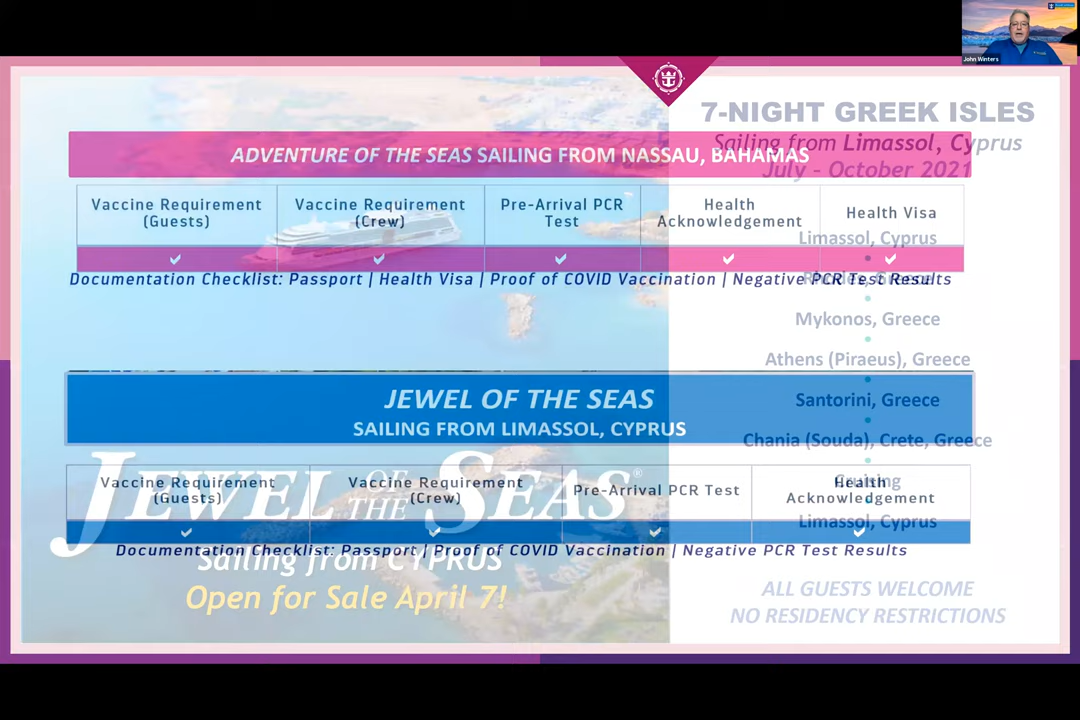 John Winters
7-NIGHT GREEK ISLES
Sailing from Limassol, Cyprus
July - October 2021
ADVENTURE OF THE SEAS SAILING FROM NASSAU, BAHAMAS
Vaccine Requirement
(Guests)
Vaccine Requirement
(Crew)
Pre-Arrival PCR
Test
Health
Acknowledgement
Health Visa
Documentation Checklist: Passport | Health Visa | Proof of COVID Vaccination | Negative PCR Test Results
Limassol, Cyprus
Rhodes, Greece
Mykonos, Greece
Athens (Piraeus), Greece
Santorini, Greece
Chania (Souda), Crete, Greece
Cruising
Limassol, Cyprus
JEWEL OF THE SEAS
SAILING FROM LIMASSOL, CYPRUS
Vaccine Requirement
(Guests)
Vaccine Requirement
(Crew)
Pre-Arrival PCR Test
Health
Acknowledgement
Documentation Checklist: Passport | Proof of COVID Vaccination | Negative PCR Test Results
JEWEL OF THE SEAS®
Sailing from CYPRUS
Open for Sale April 7!
ALL GUESTS WELCOME
NO RESIDENCY RESTRICTIONS